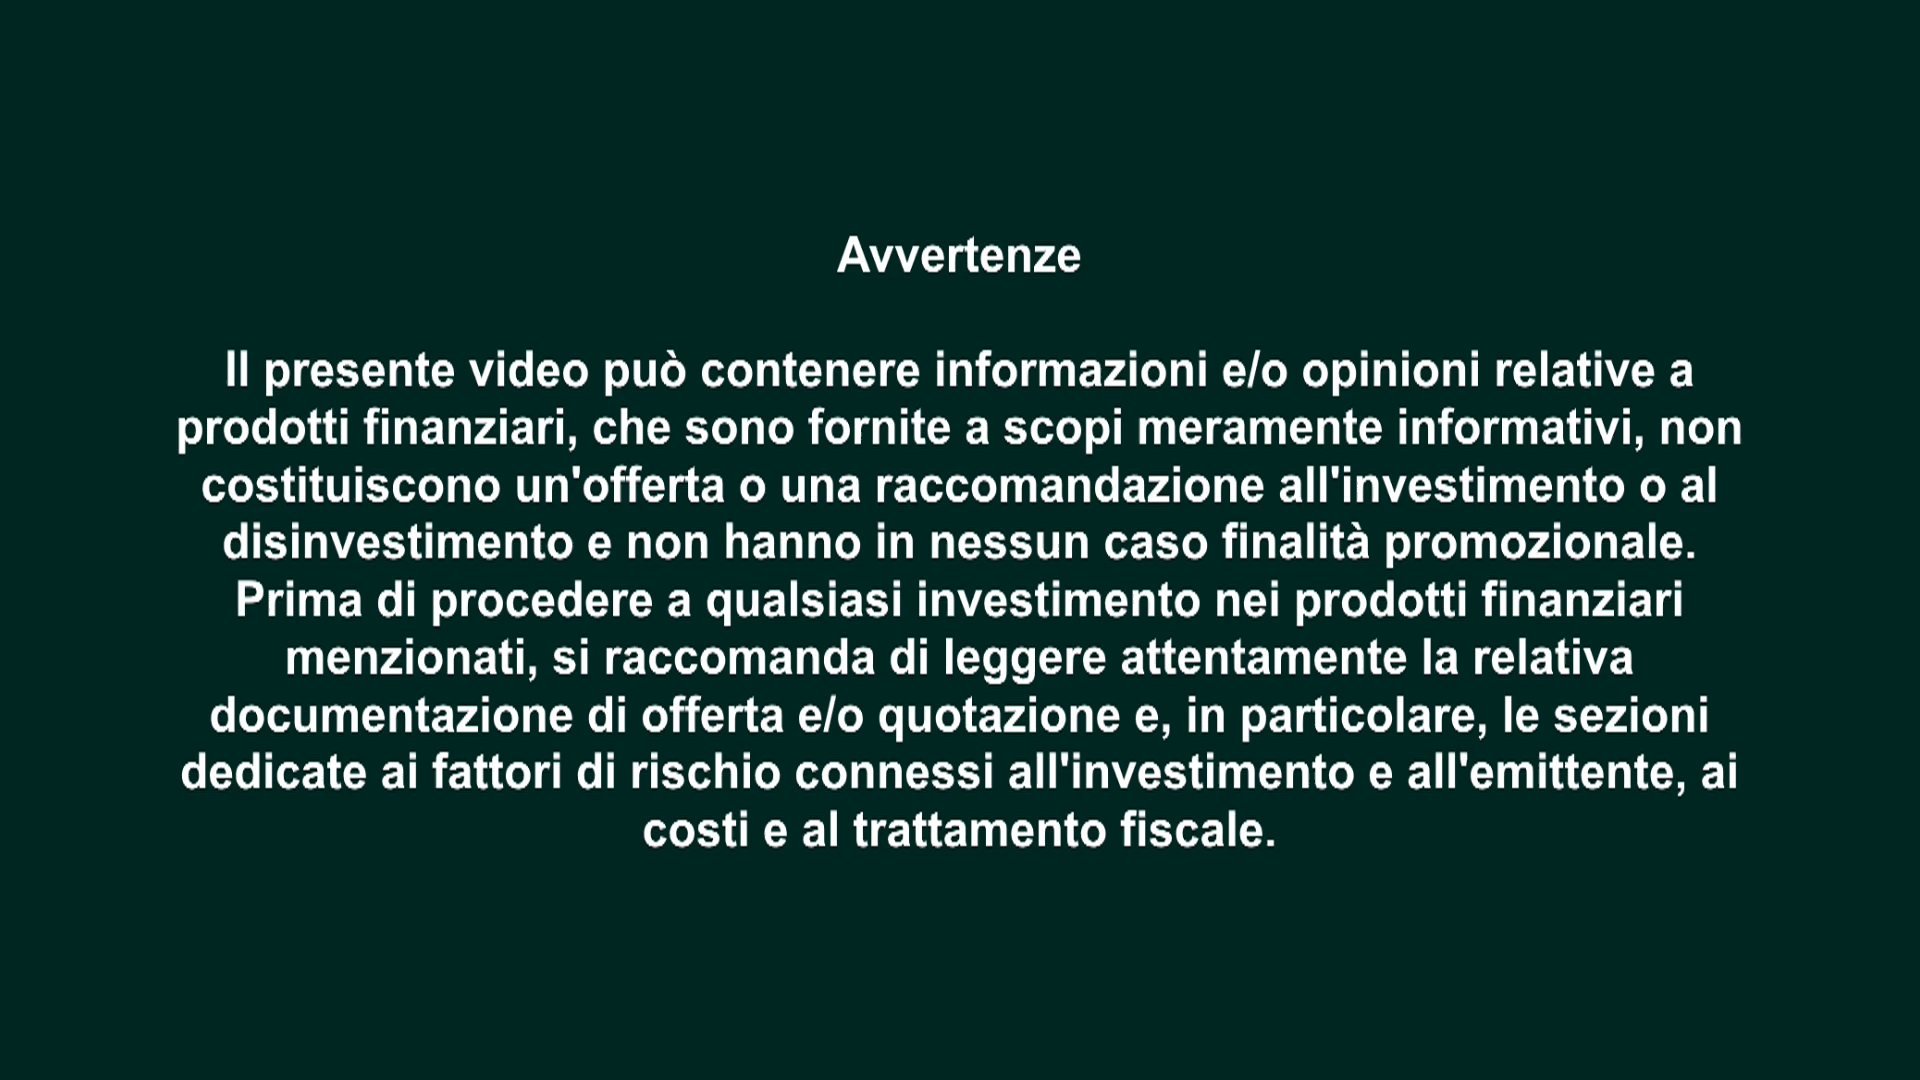 Avvertenze
Il presente video può contenere informazioni e/o opinioni relative a
prodotti finanziari, che sono fornite a scopi meramente informativi, non
costituiscono un'offerta o una raccomandazione all'investimento o al
disinvestimento e non hanno in nessun caso finalità promozionale.
Prima di procedere a qualsiasi investimento nei prodotti finanziari
menzionati, si raccomanda di leggere attentamente la relativa
documentazione di offerta e/o quotazione e, in particolare, le sezioni
dedicate ai fattori di rischio connessi all'investimento e all'emittente, ai
costi e al trattamento fiscale.